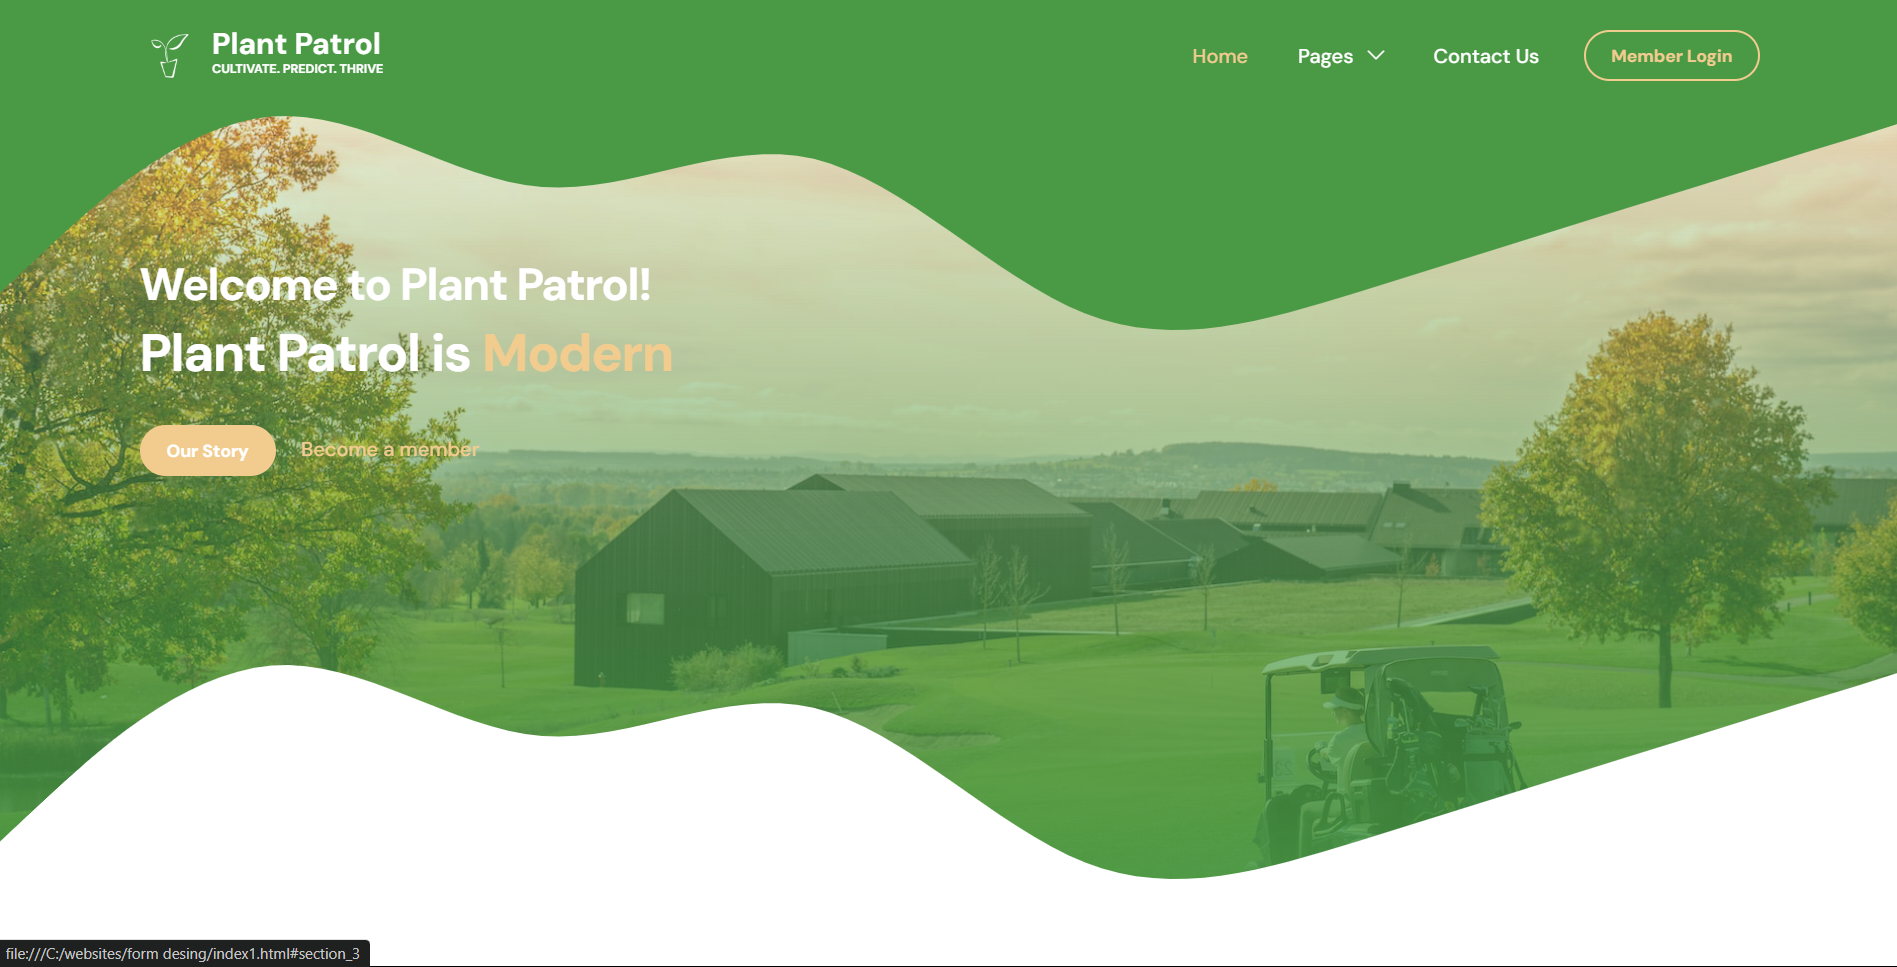 Plant Patrol
CULTIVATE. PREDICT. THRIVE
Home
Pages
Contact Us
Member Login
Welcome to Plant Patrol!
Plant Patrol is Modern
Our Story
Become a member
file:///C:/websites/form desing/index1.html#section_3